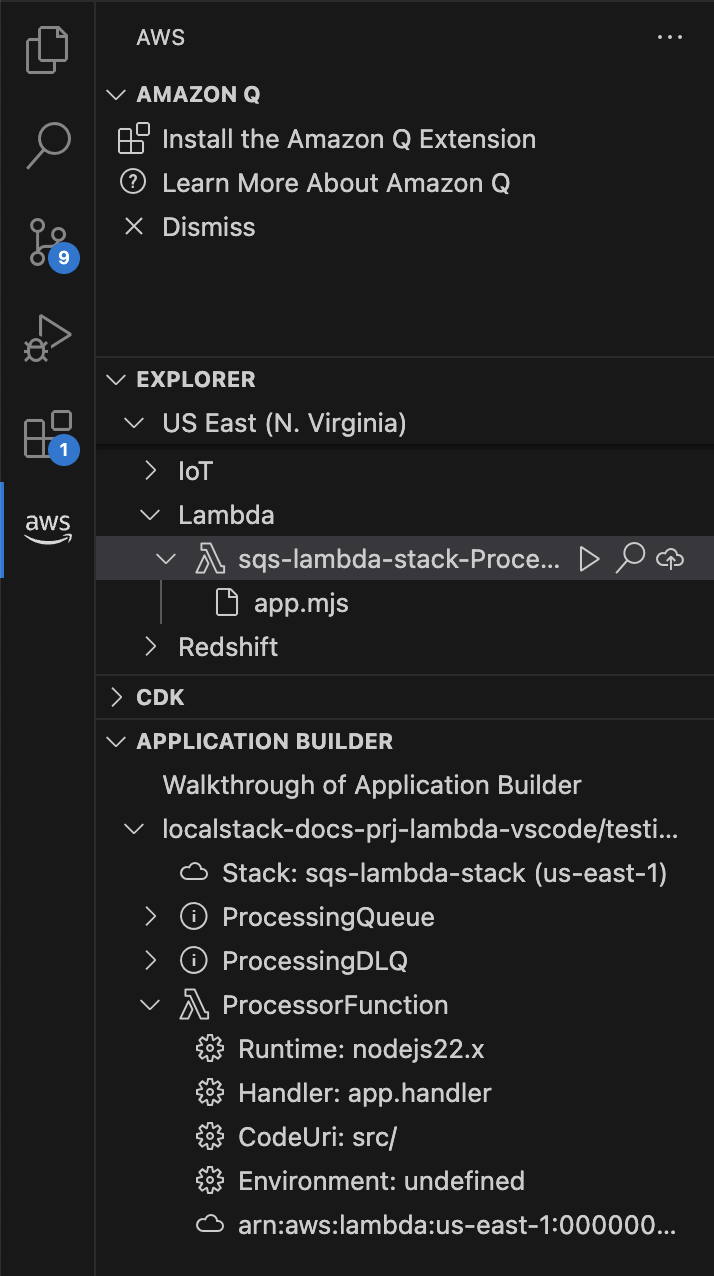 AWS
AMAZON Q
Install the Amazon Q Extension
Learn More About Amazon Q
Dismiss
9
EXPLORER
US East (N. Virginia)
1
IoT
aws
Lambda
sqs-lambda-stack-Proce...
app.mjs
Redshift
CDK
APPLICATION BUILDER
Walkthrough of Application Builder
localstack-docs-prj-lambda-vscode/testi...
Stack: sqs-lambda-stack (us-east-1)
ProcessingQueue
ProcessingDLQ
ProcessorFunction
Runtime: nodejs22.x
Handler: app.handler
CodeUri: src/
Environment: undefined
arn:aws:lambda:us-east-1:000000...